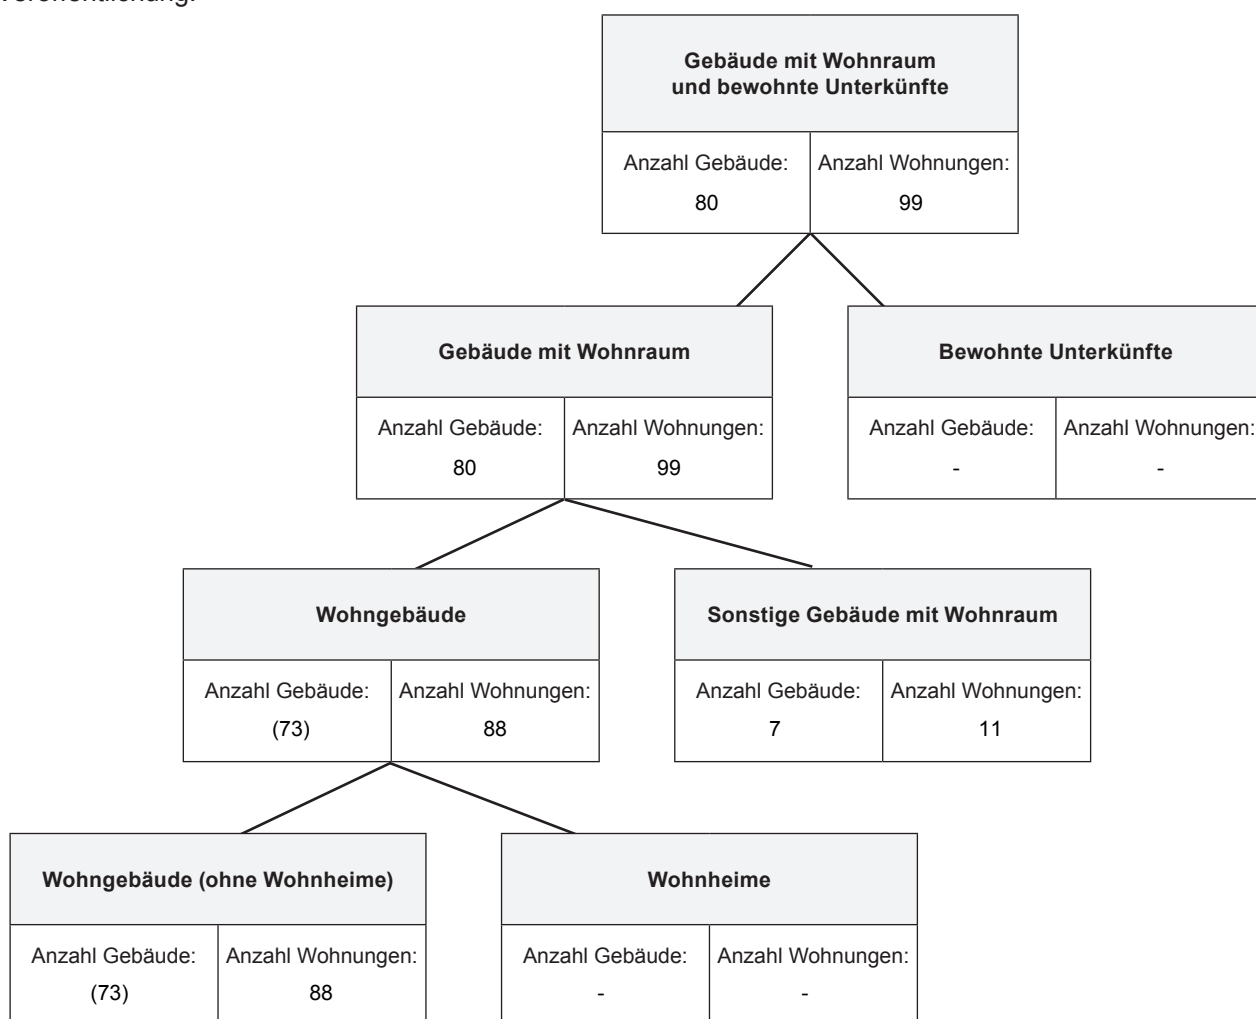 Veröffentlichung.
Gebäude mit Wohnraum
und bewohnte Unterkünfte
Anzahl Gebäude: Anzahl Wohnungen:
80 99
Gebäude mit Wohnraum
Anzahl Gebäude: Anzahl Wohnungen:
80 99
Bewohnte Unterkünfte
Anzahl Gebäude: Anzahl Wohnungen:
- -
Wohngebäude
Anzahl Gebäude: Anzahl Wohnungen:
(73) 88
Sonstige Gebäude mit Wohnraum
Anzahl Gebäude: Anzahl Wohnungen:
7 11
Wohngebäude (ohne Wohnheime)
Anzahl Gebäude: Anzahl Wohnungen:
(73) 88
Wohnheime
Anzahl Gebäude: Anzahl Wohnungen:
- -